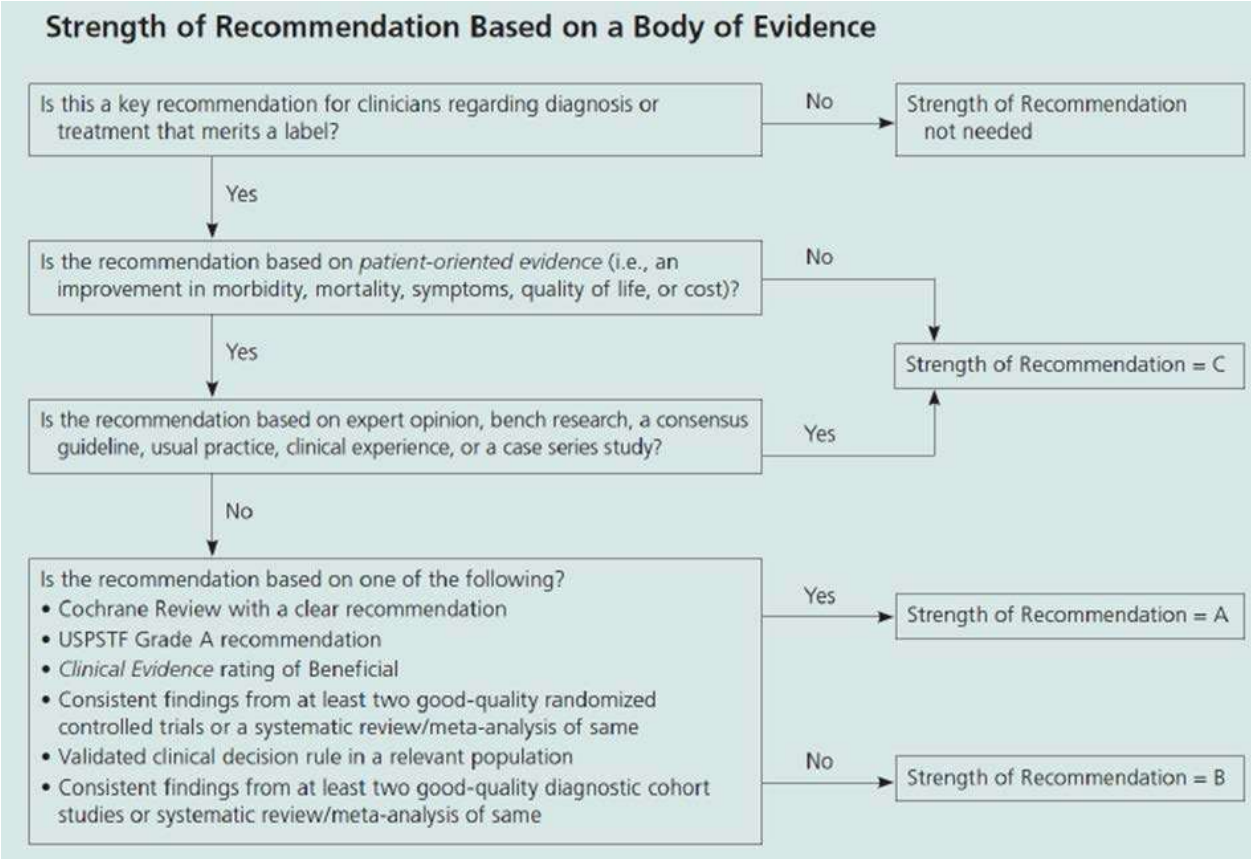 Strength of Recommendation Based on a Body of Evidence
Is this a key recommendation for clinicians regarding diagnosis or
treatment that merits a label?
No
Strength of Recommendation
not needed
Yes
Is the recommendation based on patient-oriented evidence (i.e., an
improvement in morbidity, mortality, symptoms, quality of life, or cost)?
No
Yes
Strength of Recommendation = C
Is the recommendation based on expert opinion, bench research, a consensus
guideline, usual practice, clinical experience, or a case series study?
Yes
No
Is the recommendation based on one of the following?
• Cochrane Review with a clear recommendation
• USPSTF Grade A recommendation
• Clinical Evidence rating of Beneficial
• Consistent findings from at least two good-quality randomized
controlled trials or a systematic review/meta-analysis of same
• Validated clinical decision rule in a relevant population
• Consistent findings from at least two good-quality diagnostic cohort
studies or systematic review/meta-analysis of same
Yes
Strength of Recommendation = A
No
Strength of Recommendation = B